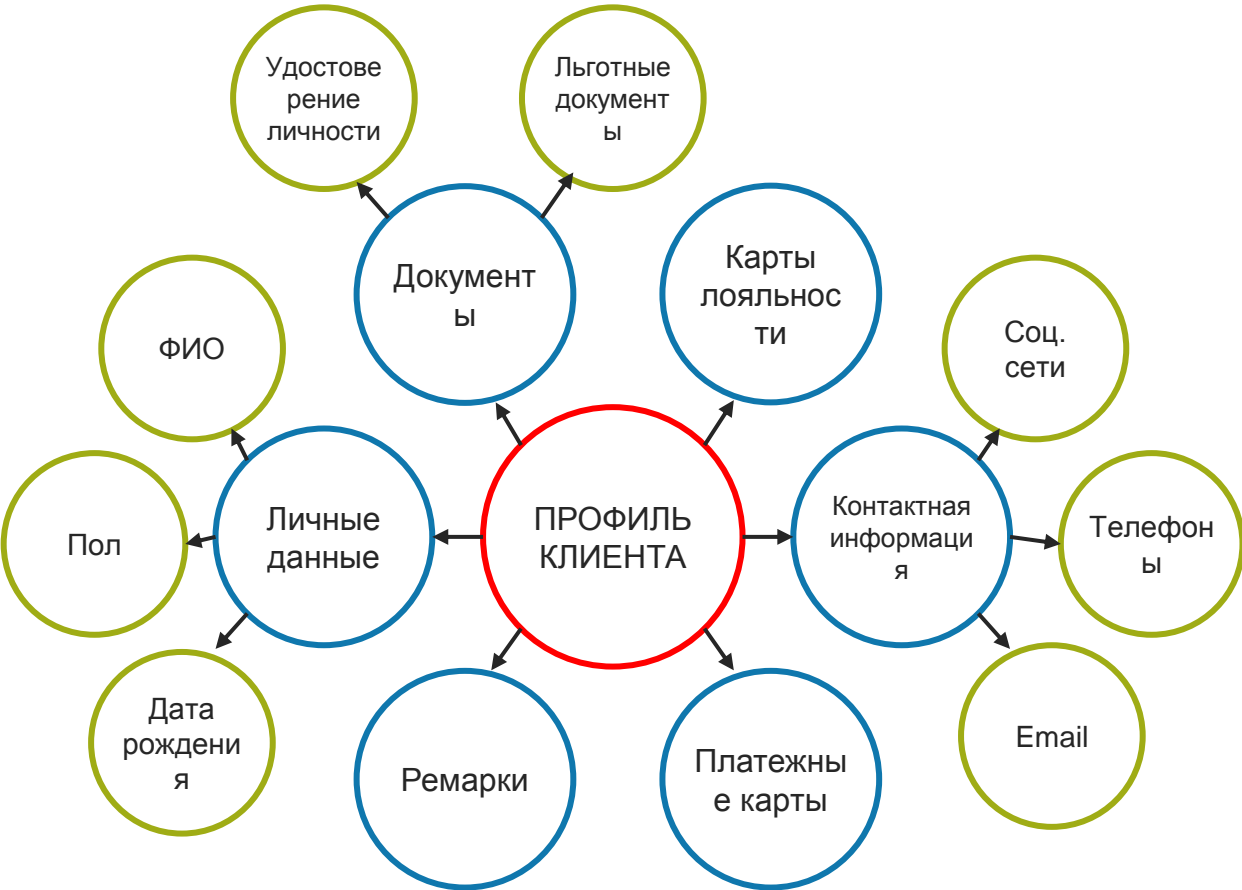 Удостове
рение
личности
Льготные
документ
ы
Документ
ы
Карты
лояльнос
ти
ФИО
Соц.
сети
Пол
Личные
данные
ПРОФИЛЬ
КЛИЕНТА
Контактная
информаци
я
Телефон
ы
Дата
рождени
я
Ремарки
Платежны
е карты
Email